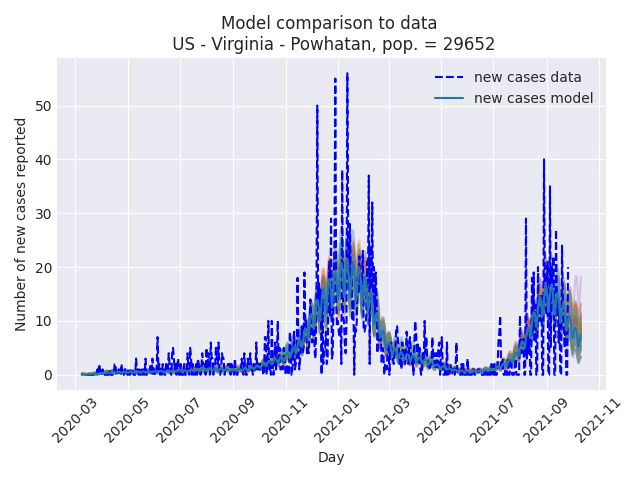 Model comparison to data
US - Virginia - Powhatan, pop. = 29652
new cases data
new cases model
Number of new cases reported
50
40
30
20
10
0
2020-03
2020-05
2020-07
2020-09
2020-11
2021-01
2021-03
2021-05
2021-07
2021-09
2021-11
Day